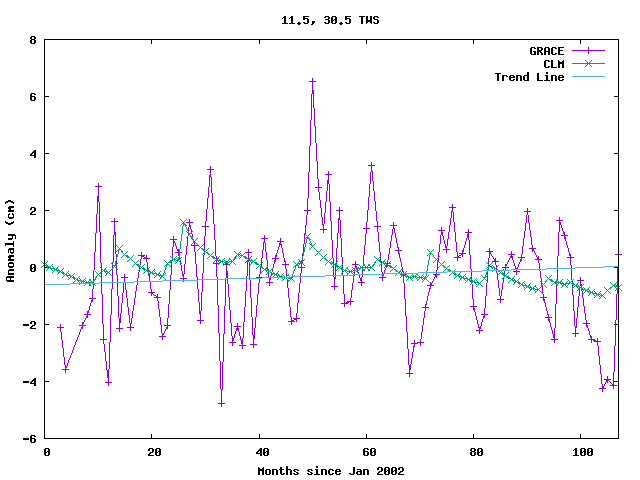 11.5, 30.5 TWS
GRACE
CLM
Trend Line
8
6
4
2
0
-2
-4
-6
Anomaly (cm)
0 20 40 60 80 100
Months since Jan 2002